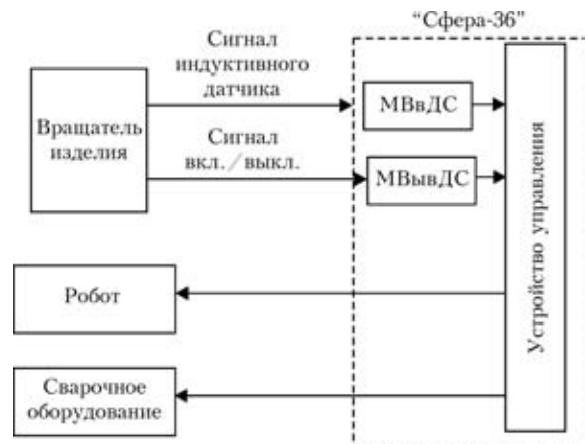 “Сфера-36”
Сигнал
индуктивного
датчика
Вращатель
изделия
МВвДС
Сигнал
вкл./выкл.
МВывДС
Устройство управления
Робот
Сварочное
оборудование